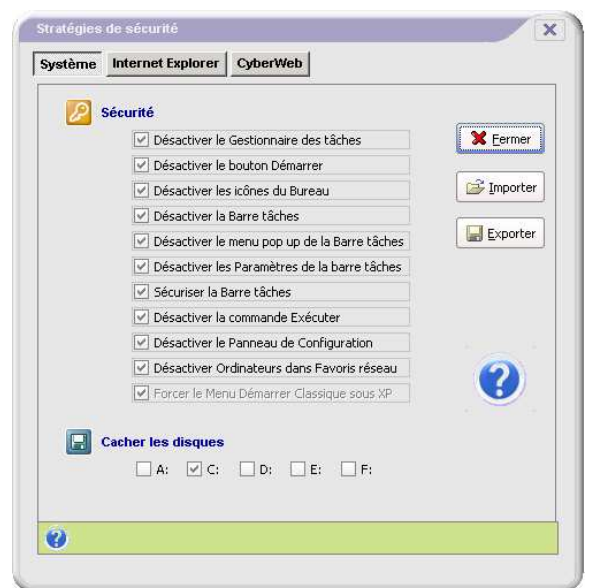 Stratégies de sécurité
Système Internet Explorer CyberWeb
Sécurité
Désactiver le Gestionnaire des tâches
Fermer
Désactiver le bouton Démarrer
Désactiver les icônes du Bureau
Importer
Désactiver la Barre tâches
Désactiver le menu pop up de la Barre tâches
Exporter
Désactiver les Paramètres de la barre tâches
Sécuriser la Barre tâches
Désactiver la commande Exécuter
Désactiver le Panneau de Configuration
Désactiver Ordinateurs dans Favoris réseau
Forcer le Menu Démarrer Classique sous XP
Cacher les disques
A: C: D: E: F: